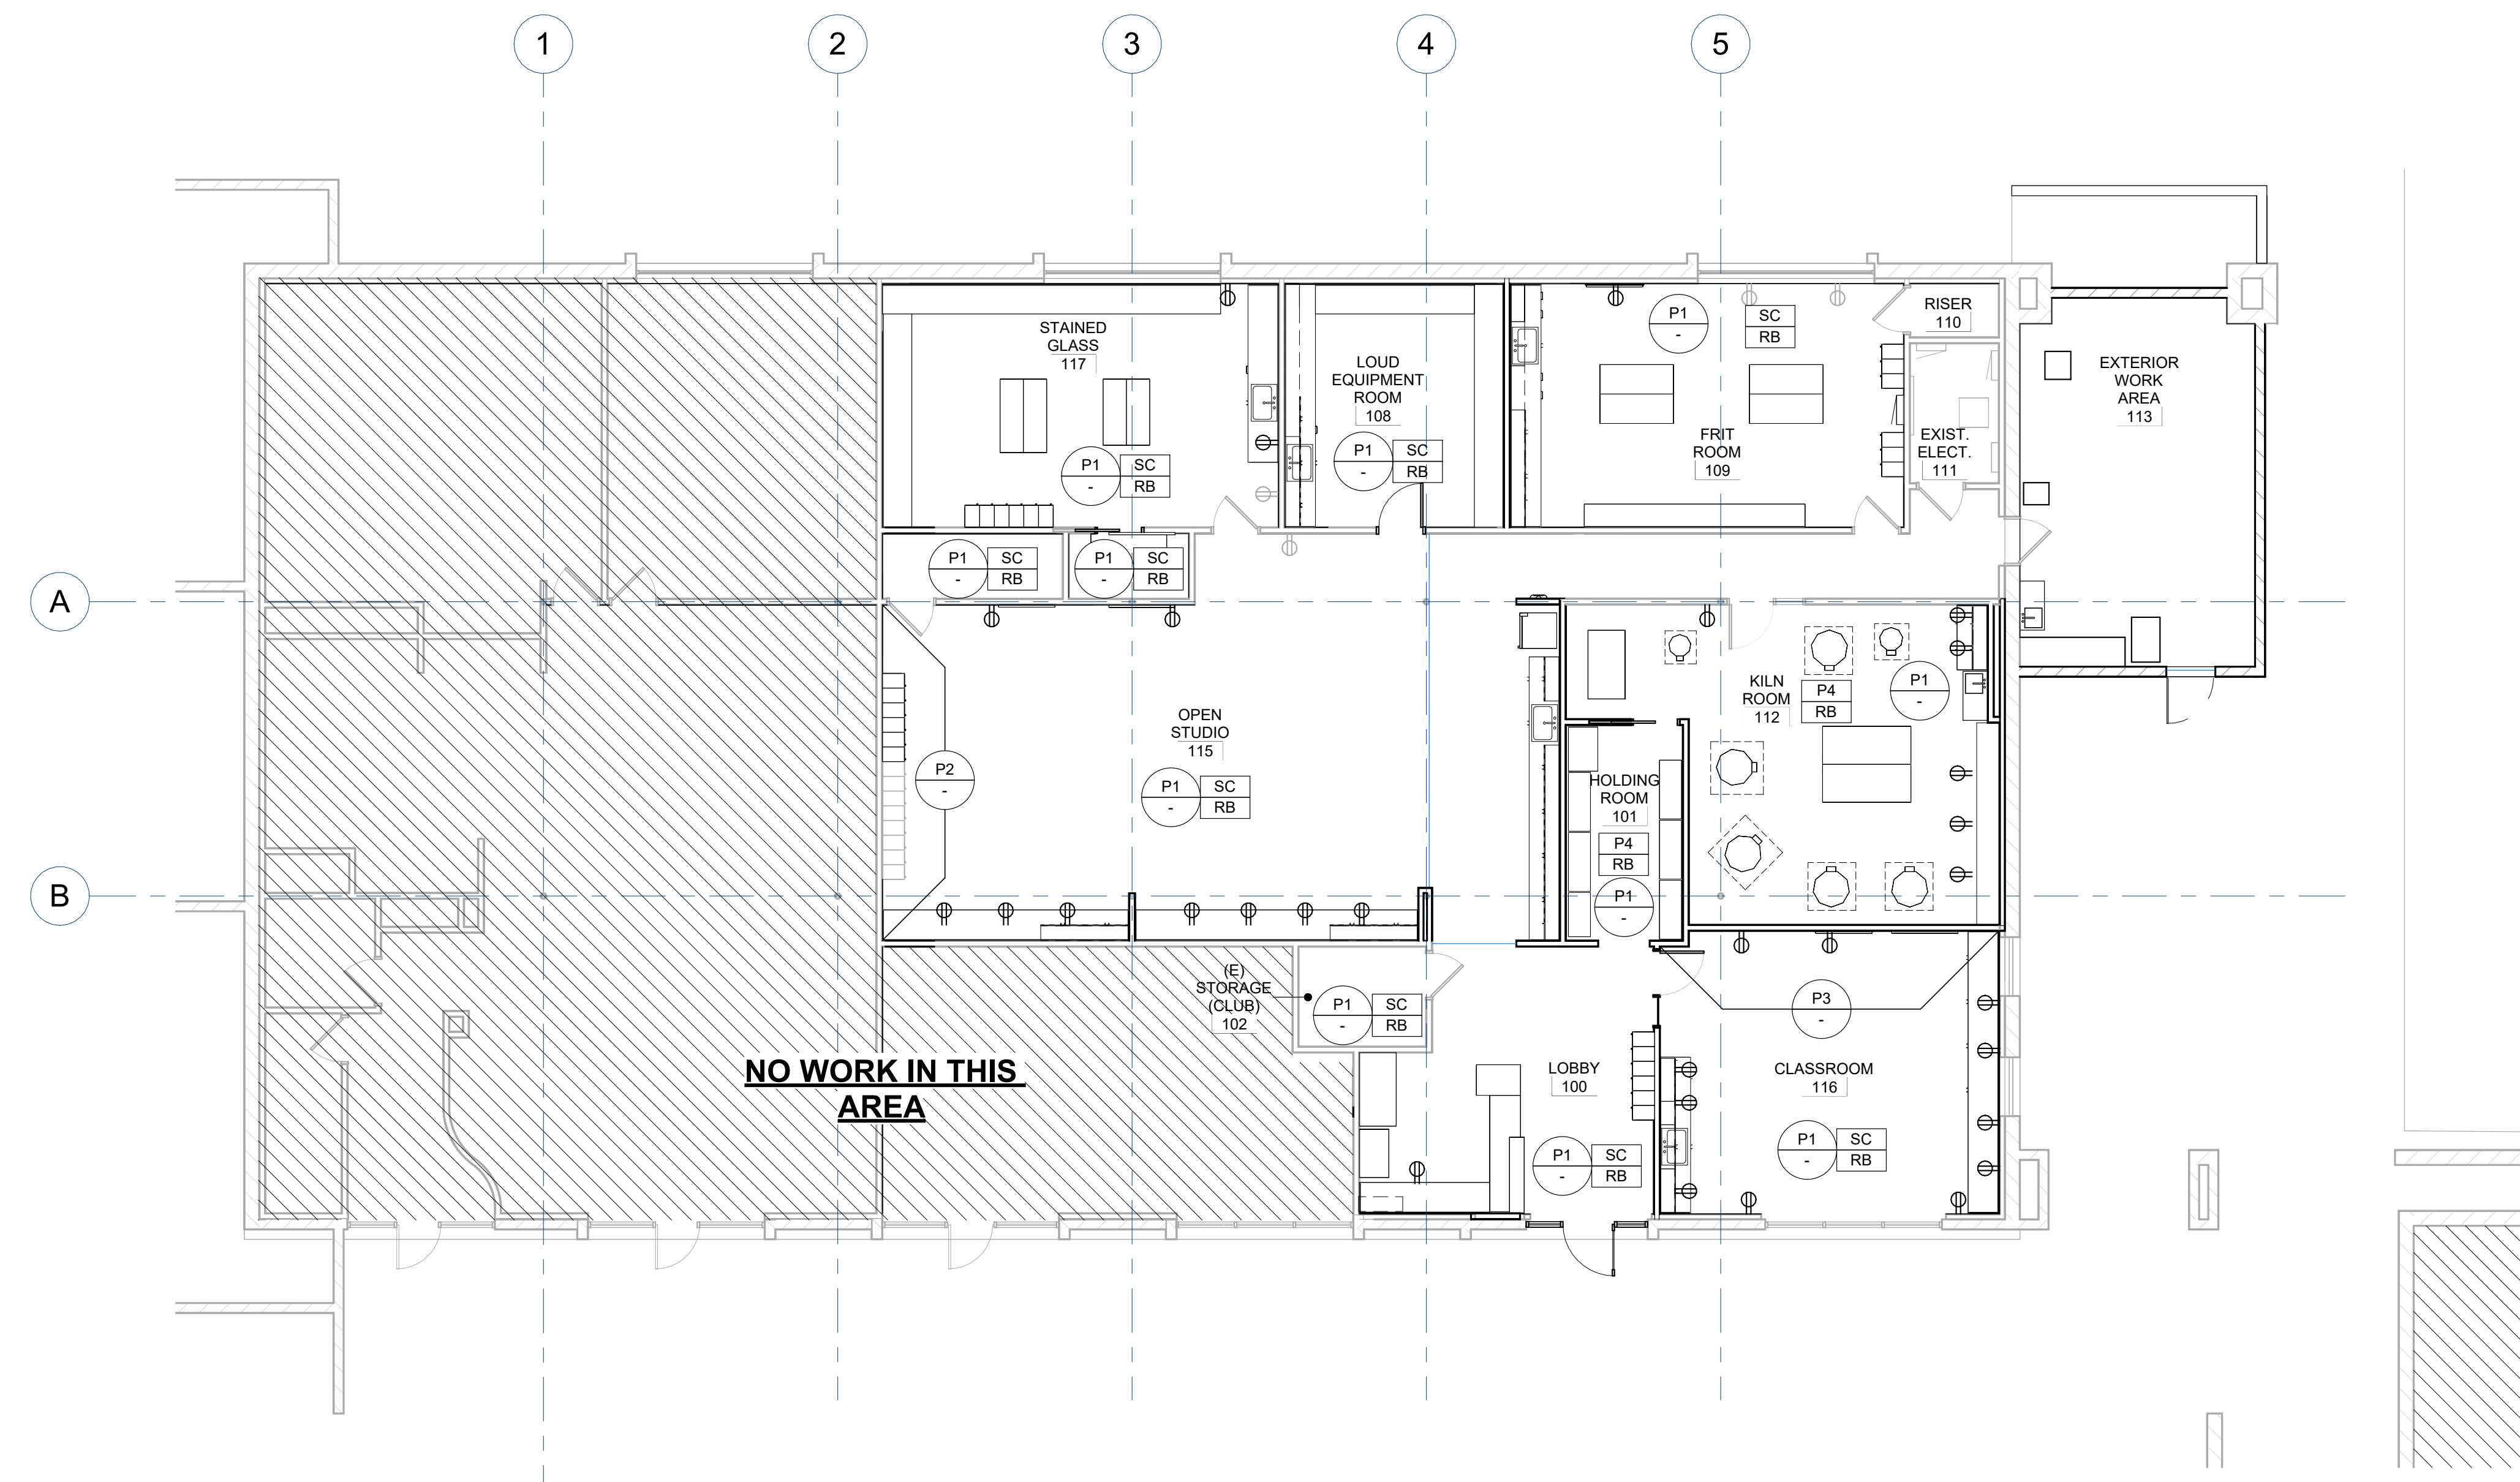 1
2
3
4
5
A
B
STAINED
GLASS
117
P1
-
SC
RB
LOUD
EQUIPMENT
ROOM
108
P1
-
SC
RB
P1
-
SC
RB
FRIT
ROOM
109
RISER
110
EXIST.
ELECT.
111
EXTERIOR
WORK
AREA
113
P1
-
SC
RB
P1
-
SC
RB
OPEN
STUDIO
115
P1
-
SC
RB
P2
-
KILN
ROOM
112
P4
RB
P1
-
HOLDING
ROOM
101
P4
RB
P1
-
(E)
STORAGE
(CLUB)
102
P1
-
SC
RB
P3
-
LOBBY
100
P1
-
SC
RB
CLASSROOM
116
P1
-
SC
RB
NO WORK IN THIS
AREA